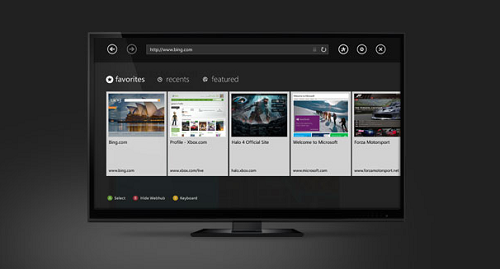 http://www.bing.com
favorites
recents
featured
Bing.com
Profile - Xbox.com
Halo 4 Official Site
Welcome to Microsoft
Forza Motorsport.net
www.bing.com
www.xbox.com/live
halo.xbox.com
www.microsoft.com
www.forzamotorsport.net
A Select
B Hide Webhub
Y Keyboard